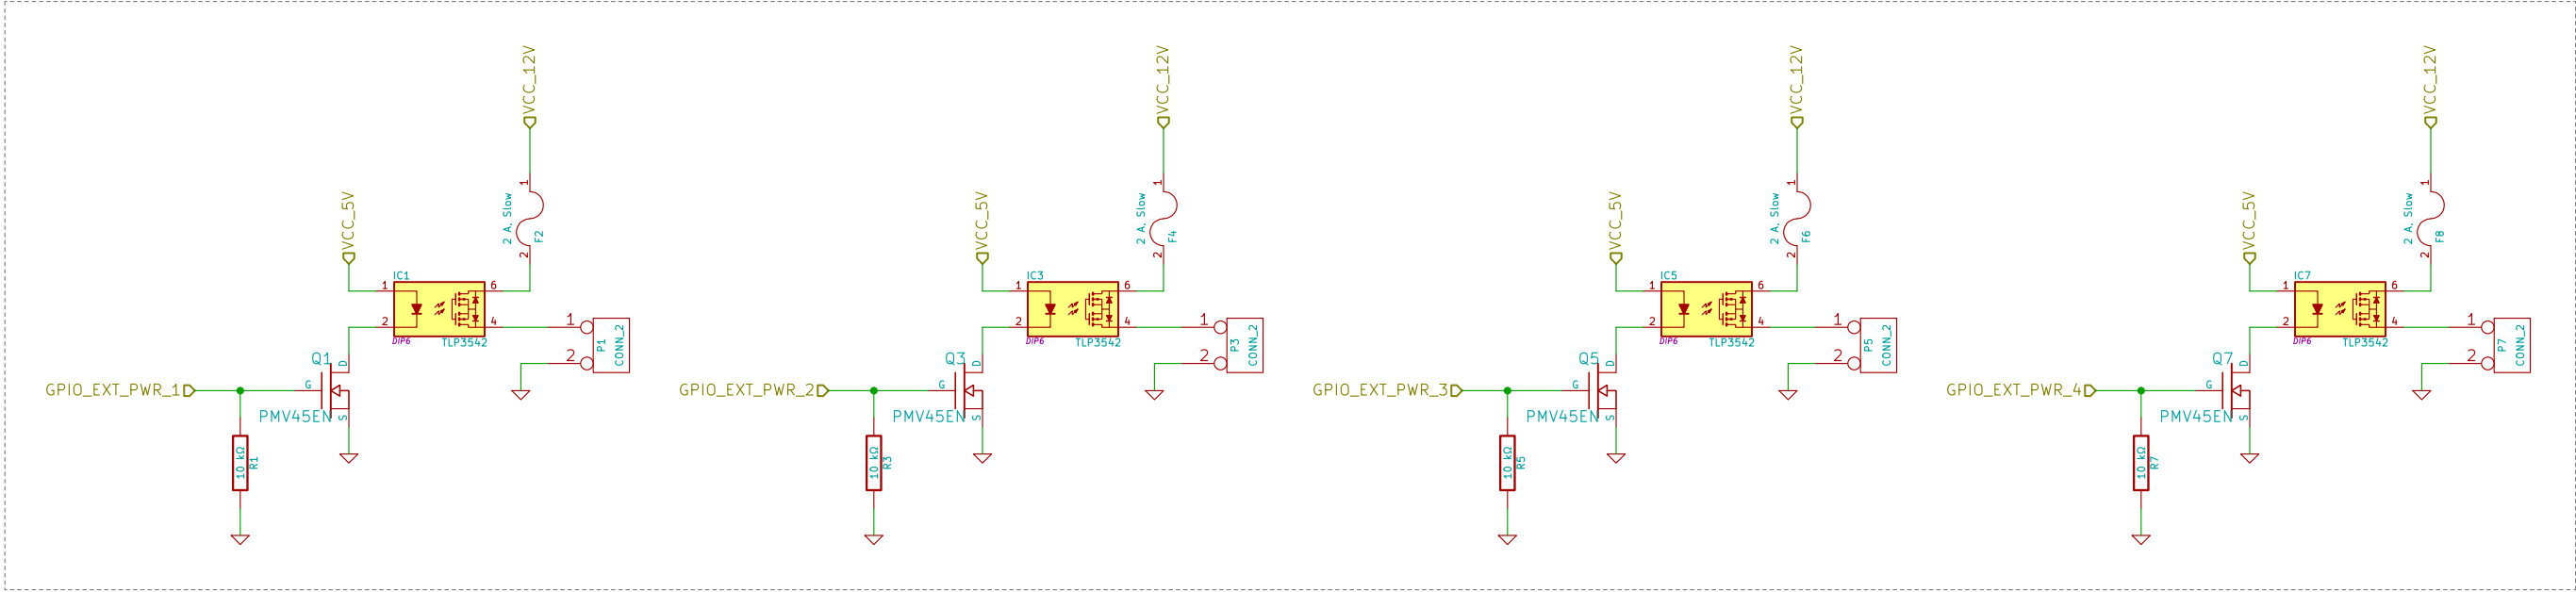 VCC_12V
VCC_5V
1
2 A, Slow
F2
2
IC1
1
6
2
4
DIP6
TLP3542
1
2
P1
CONN_2
Q1
D
G
S
GPIO_EXT_PWR_1
PMV45EN
10 kΩ
R1
VCC_12V
VCC_5V
1
2 A, Slow
F4
2
IC3
1
6
2
4
DIP6
TLP3542
1
2
P3
CONN_2
Q3
D
G
S
GPIO_EXT_PWR_2
PMV45EN
10 kΩ
R3
VCC_12V
VCC_5V
1
2 A, Slow
F6
2
IC5
1
6
2
4
DIP6
TLP3542
1
2
P5
CONN_2
Q5
D
G
S
GPIO_EXT_PWR_3
PMV45EN
10 kΩ
R5
VCC_12V
VCC_5V
1
2 A, Slow
F8
2
IC7
1
6
2
4
DIP6
TLP3542
1
2
P7
CONN_2
Q7
D
G
S
GPIO_EXT_PWR_4
PMV45EN
10 kΩ
R7